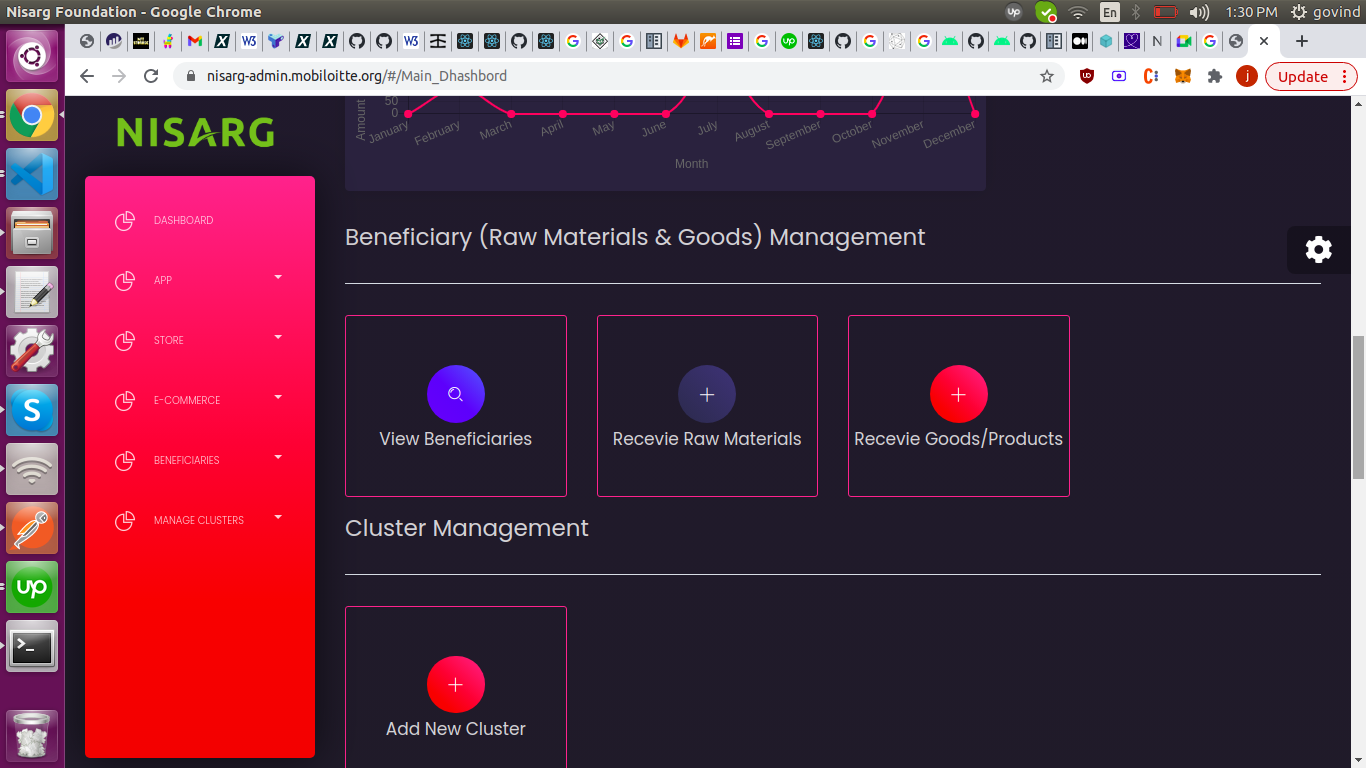 Nisarg Foundation - Google Chrome
En
1:30 PM
govind
nisarg-admin.mobiloitte.org/#/Main_Dhashbord
Update
NISARG
DASHBOARD
APP
STORE
E-COMMERCE
BENEFICIARIES
MANAGE CLUSTERS
Amount
50
0
January
February
March
April
May
June
July
August
September
October
November
December
Month
Beneficiary (Raw Materials & Goods) Management
View Beneficiaries
Recevie Raw Materials
Recevie Goods/Products
Cluster Management
Add New Cluster